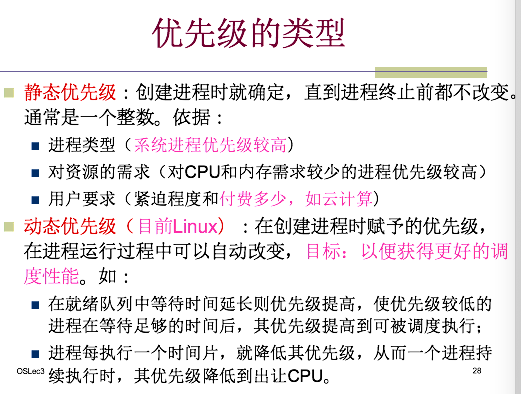 优先级的类型
静态优先级：创建进程时就确定，直到进程终止前都不改变。
通常是一个整数。依据：
进程类型（系统进程优先级较高)
对资源的需求（对CPU和内存需求较少的进程优先级较高）
用户要求（紧迫程度和付费多少，如云计算)
动态优先级（目前Linux）：在创建进程时赋予的优先级，
在进程运行过程中可以自动改变，目标：以便获得更好的调
度性能。如：
在就绪队列中等待时间延长则优先级提高，使优先级较低的
进程在等待足够的时间后，其优先级提高到可被调度执行；
进程每执行一个时间片，就降低其优先级，从而一个进程持
续执行时，其优先级降低到出让CPU。
OSLec3
28